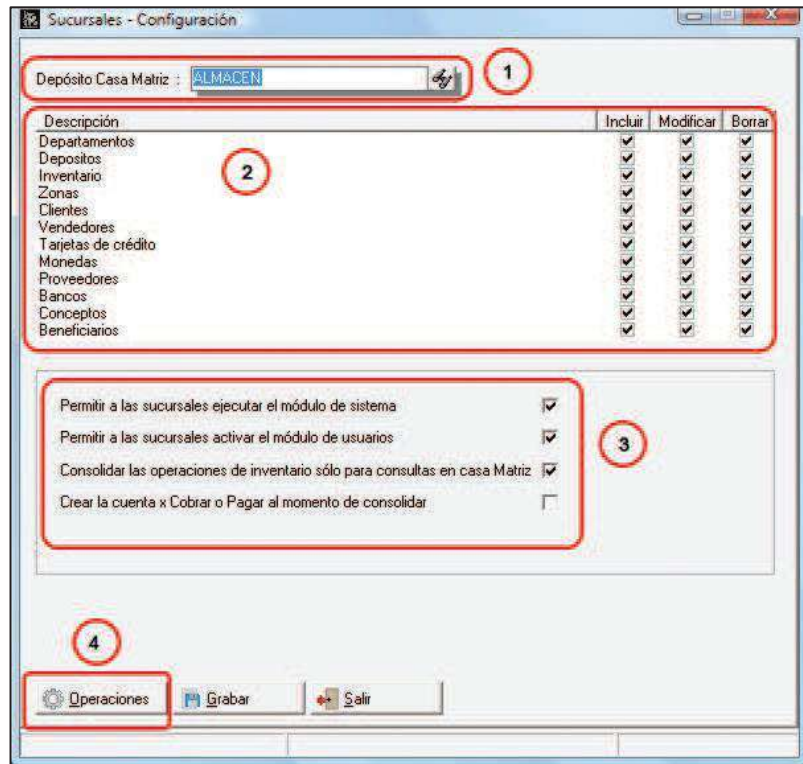 Sucursales - Configuración
Depósito Casa Matriz : ALMACEN
1
Descripción Incluir Modificar Borrar
Departamentos
Depositos
2
Inventario
Zonas
Clientes
Vendedores
Tarjetas de crédito
Monedas
Proveedores
Bancos
Conceptos
Beneficiarios
Permitir a las sucursales ejecutar el módulo de sistema
Permitir a las sucursales activar el módulo de usuarios
3
Consolidar las operaciones de inventario sólo para consultas en casa Matriz
Crear la cuenta x Cobrar o Pagar al momento de consolidar
4
Operaciones Grabar Salir